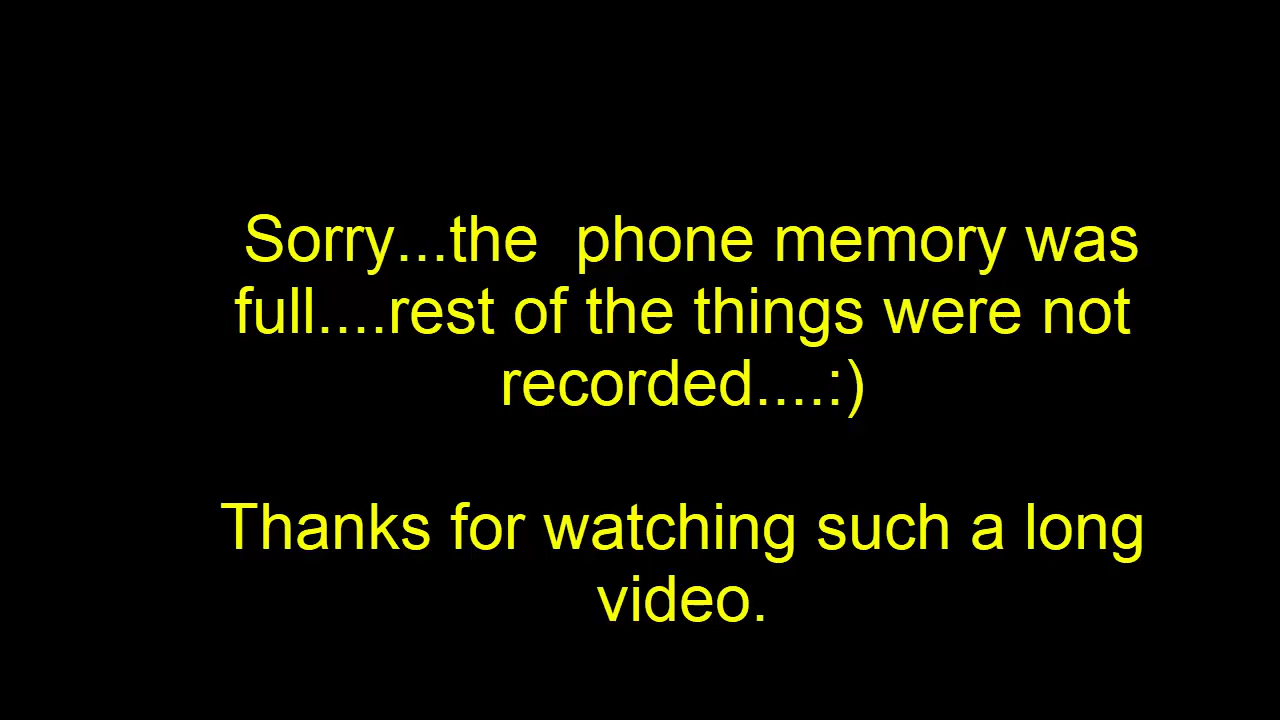 Sorry...the  phone memory was
full....rest of the things were not
recorded....:)
Thanks for watching such a long
video.